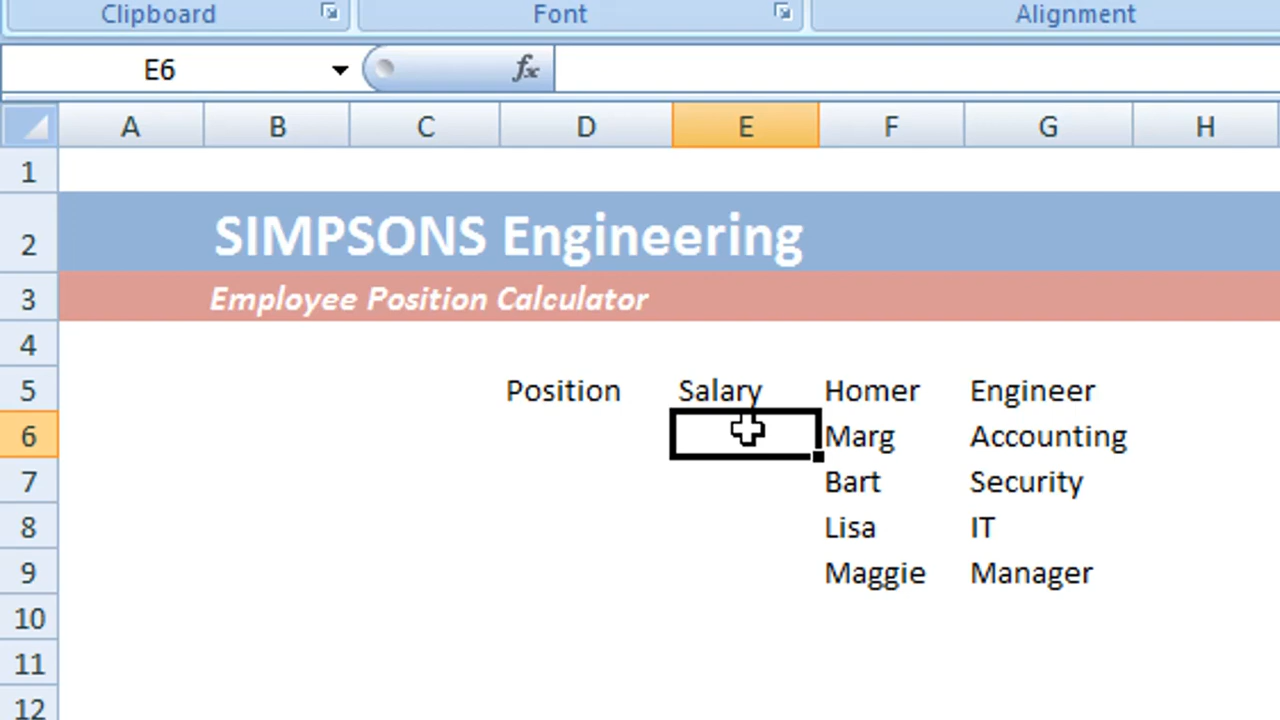 Clipboard Font Alignment
E6 fx
A B C D E F G H
1
2 SIMPSONS Engineering
3 Employee Position Calculator
4
5 Position Salary Homer Engineer
6 Marg Accounting
7 Bart Security
8 Lisa IT
9 Maggie Manager
10
11
12